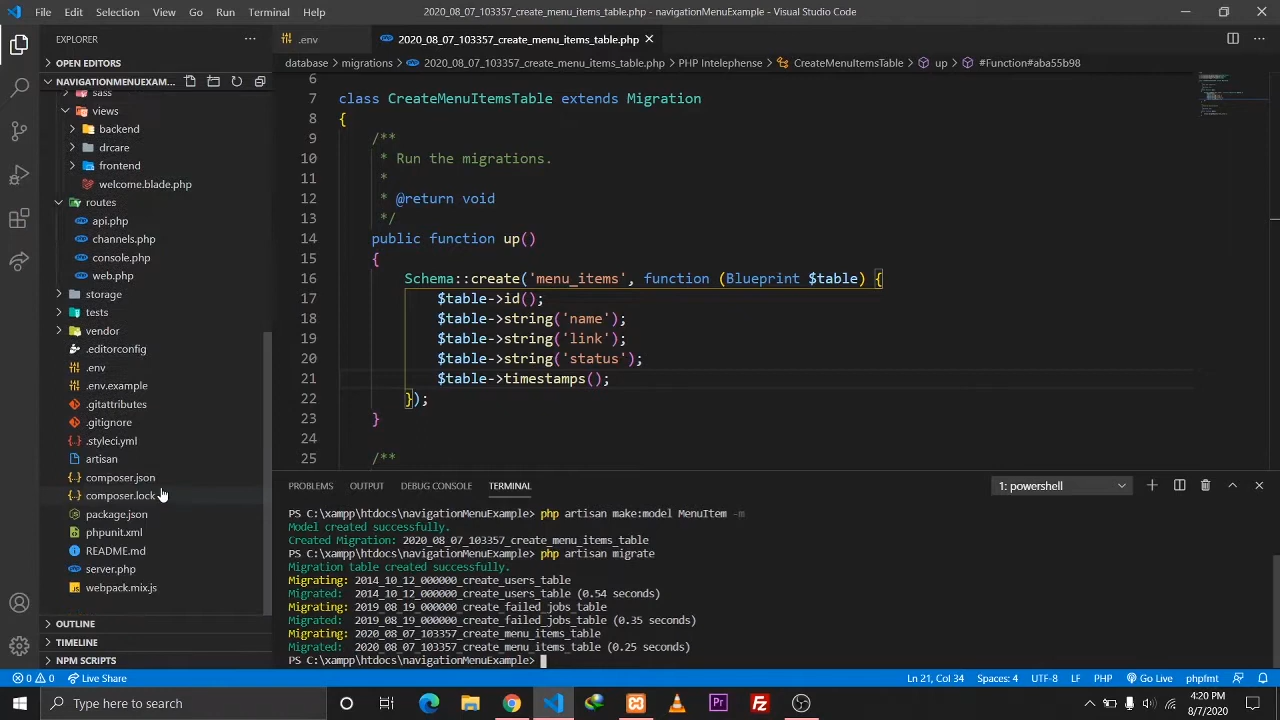 File Edit Selection View Go Run Terminal Help
2020_08_07_103357_create_menu_items_table.php - navigationMenuExample - Visual Studio Code
EXPLORER
OPEN EDITORS
NAVIGATIONMENUEXAM...
sass
views
backend
drcare
frontend
welcome.blade.php
routes
api.php
channels.php
console.php
web.php
storage
tests
vendor
.editorconfig
.env
.env.example
.gitattributes
.gitignore
.styleci.yml
artisan
composer.json
composer.lock
package.json
phpunit.xml
README.md
server.php
webpack.mix.js
OUTLINE
TIMELINE
NPM SCRIPTS
.env
2020_08_07_103357_create_menu_items_table.php
database > migrations > 2020_08_07_103357_create_menu_items_table.php > PHP Intelephense > CreateMenuItemsTable > up > #Function#aba55b98
6
7 class CreateMenuItemsTable extends Migration
8 {
9 /**
10 * Run the migrations.
11 *
12 * @return void
13 */
14 public function up()
15 {
16 Schema::create('menu_items', function (Blueprint $table) {
17 $table->id();
18 $table->string('name');
19 $table->string('link');
20 $table->string('status');
21 $table->timestamps();
22 });
23 }
24
25 /**
PROBLEMS OUTPUT DEBUG CONSOLE TERMINAL
1: powershell
PS C:\xampp\htdocs\navigationMenuExample> php artisan make:model MenuItem -m
Model created successfully.
Created Migration: 2020_08_07_103357_create_menu_items_table
PS C:\xampp\htdocs\navigationMenuExample> php artisan migrate
Migration table created successfully.
Migrating: 2014_10_12_000000_create_users_table
Migrated: 2014_10_12_000000_create_users_table (0.54 seconds)
Migrating: 2019_08_19_000000_create_failed_jobs_table
Migrated: 2019_08_19_000000_create_failed_jobs_table (0.35 seconds)
Migrating: 2020_08_07_103357_create_menu_items_table
Migrated: 2020_08_07_103357_create_menu_items_table (0.25 seconds)
PS C:\xampp\htdocs\navigationMenuExample>
0 0 Live Share
Ln 21, Col 34 Spaces: 4 UTF-8 LF PHP Go Live phpfmt
Type here to search
Pr
Fz
4:20 PM
8/7/2020